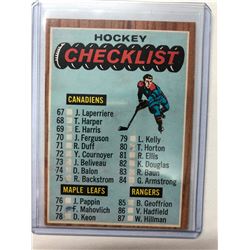 HOCKEY
CHECKLIST
CANADIENS
67 J. Laperriere
68 T. Harper
69 E. Harris
70 J. Ferguson
71 R. Duff
72 Y. Cournoyer
73 J. Beliveau
74 D. Balon
75 R. Backstrom
MAPLE LEAFS
76 J. Pappin
77 F. Mahovlich
78 D. Keon
79 L. Kelly
80 T. Horton
81 R. Ellis
82 K. Douglas
83 R. Baun
84 G. Armstrong
RANGERS
85 B. Geoffrion
86 V. Hadfield
87 W. Hillman